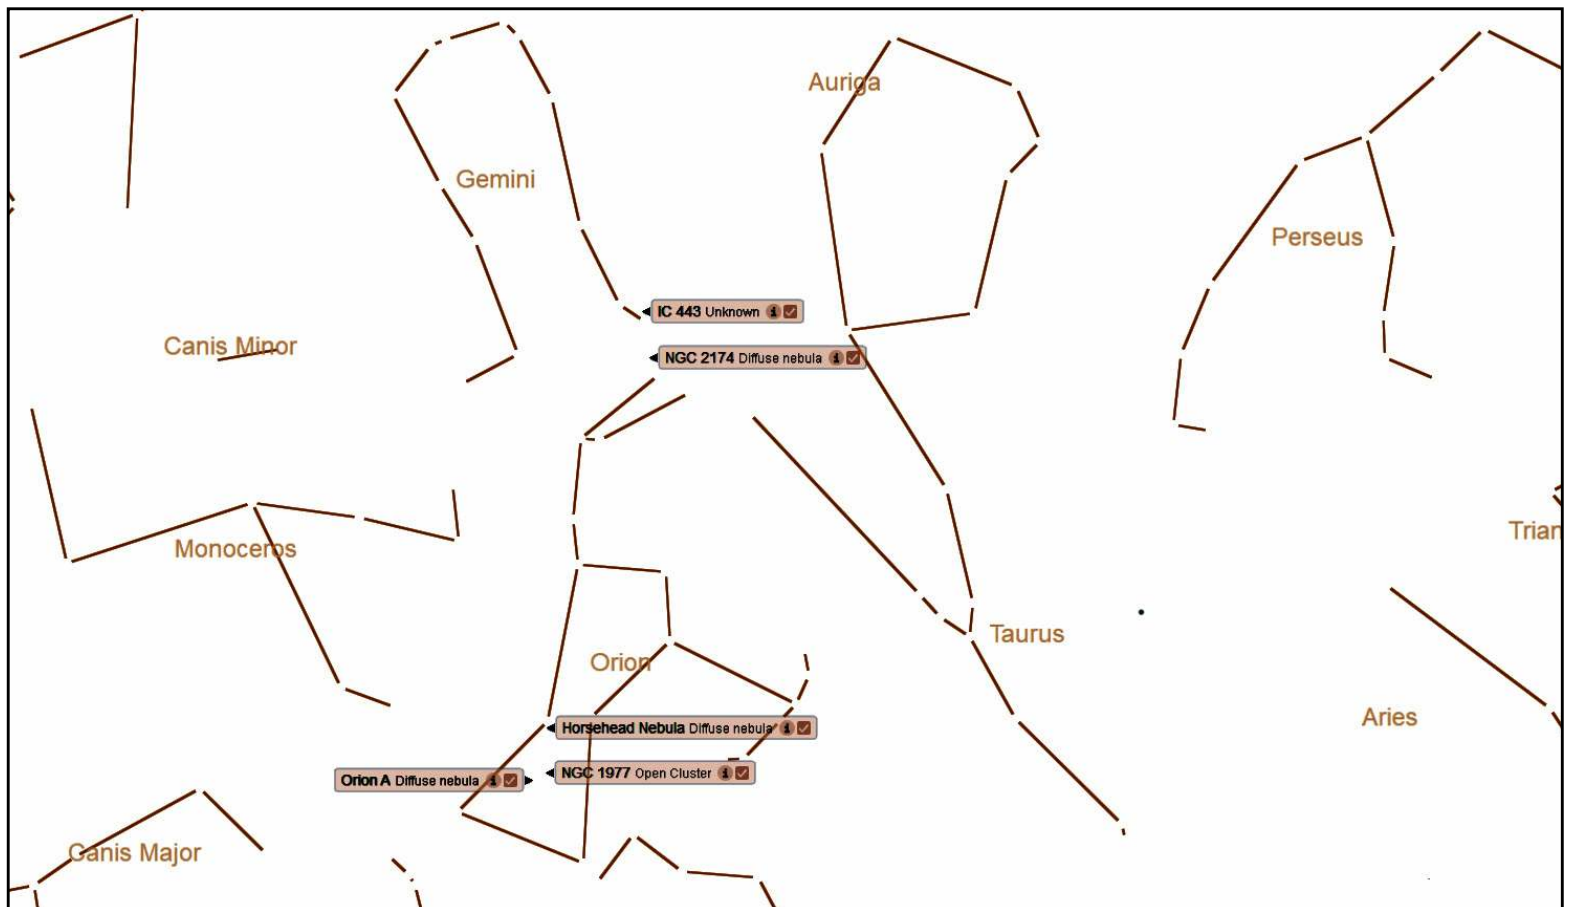 Auriga
Gemini
Perseus
IC 443 Unknown
Canis Minor
NGC 2174 Diffuse nebula
Trian
Monoceros
Taurus
Orion
Aries
Horsehead Nebula Diffuse nebula
NGC 1977 Open Cluster
Orion A Diffuse nebula
Canis Major